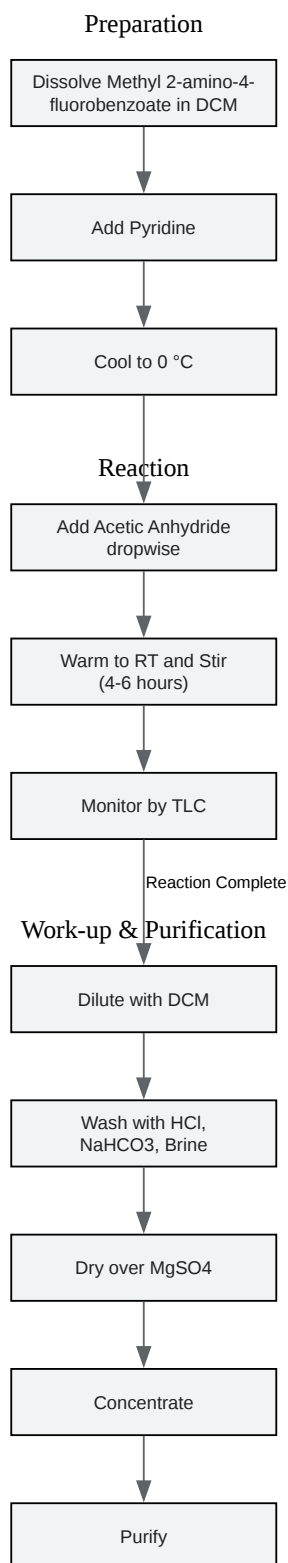 Preparation
Dissolve Methyl 2-amino-4-
fluorobenzoate in DCM
Add Pyridine
Cool to 0 °C
Reaction
Add Acetic Anhydride
dropwise
Warm to RT and Stir
(4-6 hours)
Monitor by TLC
Reaction Complete
Work-up & Purification
Dilute with DCM
Wash with HCl,
NaHCO3, Brine
Dry over MgSO4
Concentrate
Purify